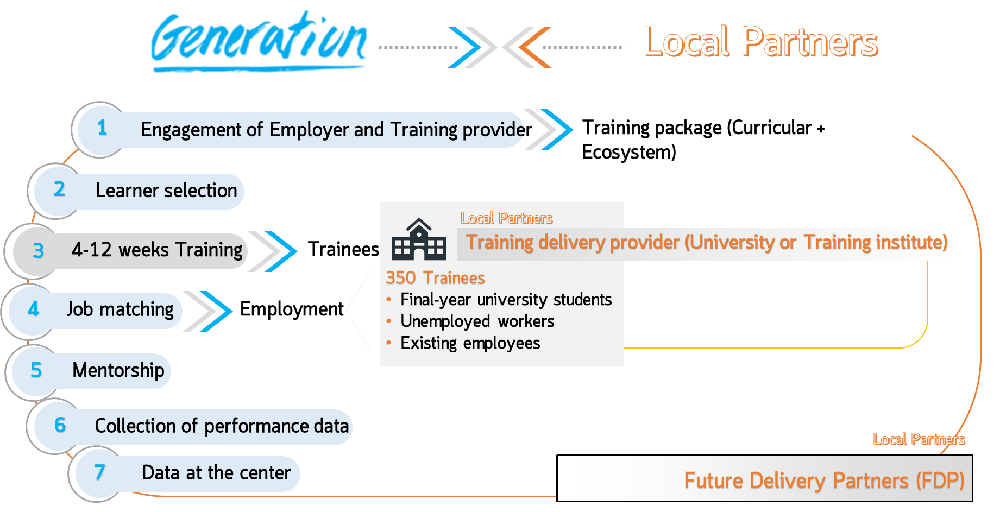 Generation
Local Partners
1
Engagement of Employer and Training provider
Training package (Curricular +
Ecosystem)
2
Learner selection
3
4-12 weeks Training
Trainees
Local Partners
Training delivery provider (University or Training institute)
350 Trainees
• Final-year university students
• Unemployed workers
• Existing employees
4
Job matching
Employment
5
Mentorship
6
Collection of performance data
7
Data at the center
Local Partners
Future Delivery Partners (FDP)